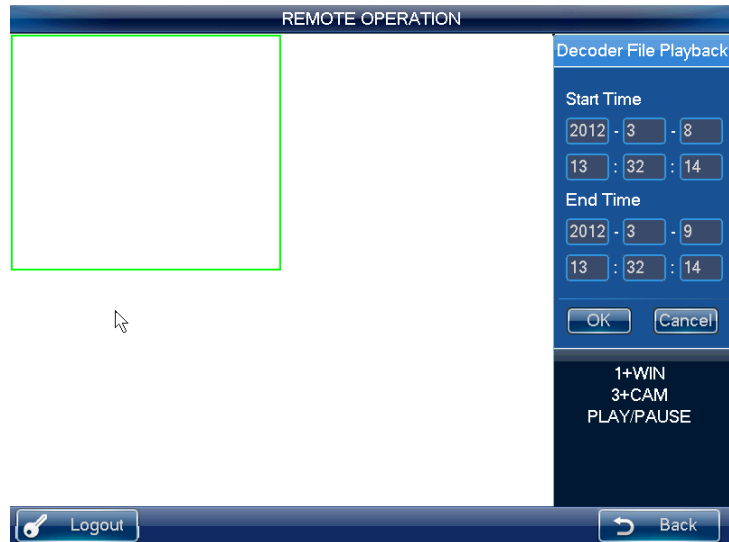 REMOTE OPERATION
Decoder File Playback
Start Time
2012 - 3 - 8
13 : 32 : 14
End Time
2012 - 3 - 9
13 : 32 : 14
OK Cancel
1+WIN
3+CAM
PLAY/PAUSE
Logout Back